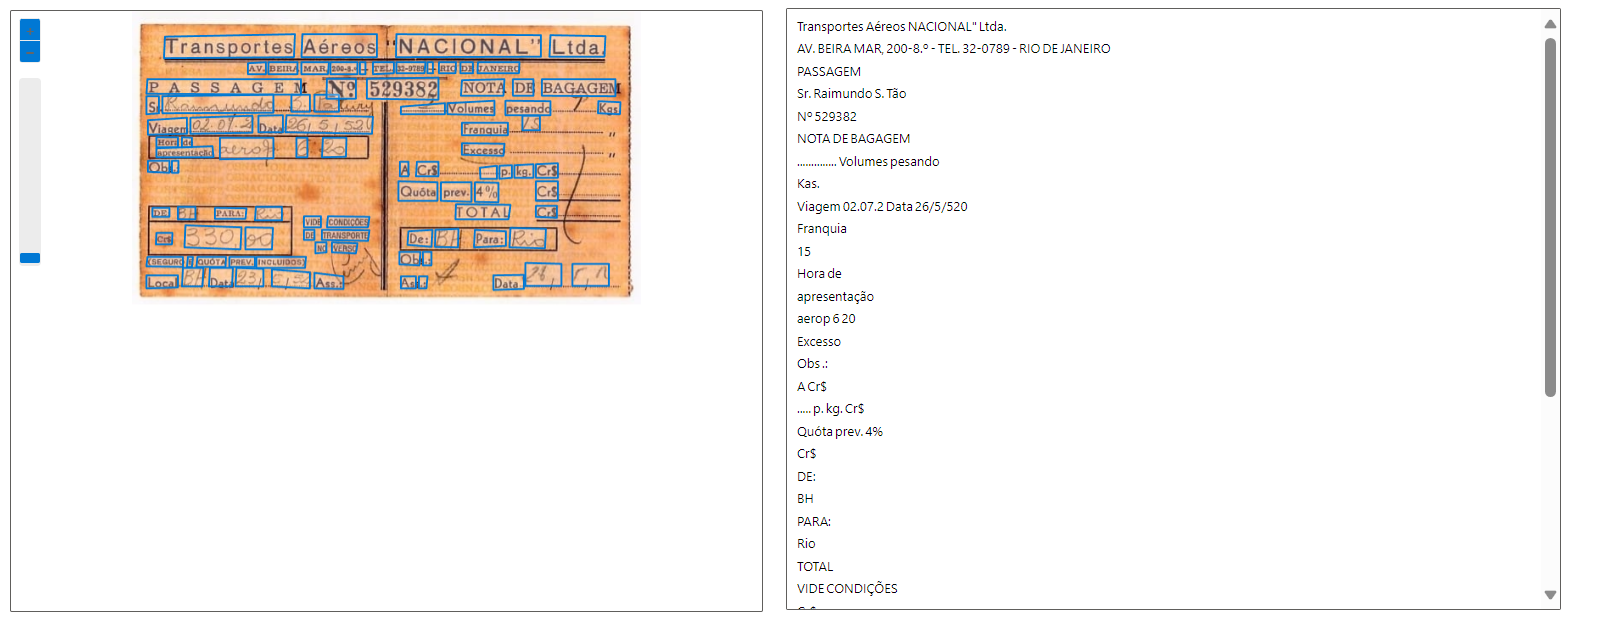 Transportes Aéreos "NACIONAL" Ltda.
AV. BEIRA MAR, 200-8.º - TEL. 32-0789 - RIO DE JANEIRO
PASSAGEM Nº 529382 NOTA DE BAGAGEM
Sr. Raimundo S.
Volumes pesando Kgs
Viagem Data 26, 5, 52
Franquia 15 "
Hora de
apresentação aerop 6 20
Excesso "
Obs.:
A Cr$ p. kg. Cr$
Quóta prev. 4% Cr$
TOTAL Cr$
DE: BH PARA: Rio
VIDE CONDIÇÕES
DE TRANSPORTE
NO VERSO
Cr$ 330,00
De: BH Para: Rio
(SEGURO E QUÓTA PREV. INCLUIDOS)
Obs.:
Local BH Data 23, 5, 52 Ass.:
Ass.: Data
Transportes Aéreos NACIONAL" Ltda.
AV. BEIRA MAR, 200-8.º - TEL. 32-0789 - RIO DE JANEIRO
PASSAGEM
Sr. Raimundo S. Tão
Nº 529382
NOTA DE BAGAGEM
.............. Volumes pesando
Kas.
Viagem 02.07.2 Data 26/5/520
Franquia
15
Hora de
apresentação
aerop 6 20
Excesso
Obs .:
A Cr$
..... p. kg. Cr$
Quóta prev. 4%
Cr$
DE:
BH
PARA:
Rio
TOTAL
VIDE CONDIÇÕES